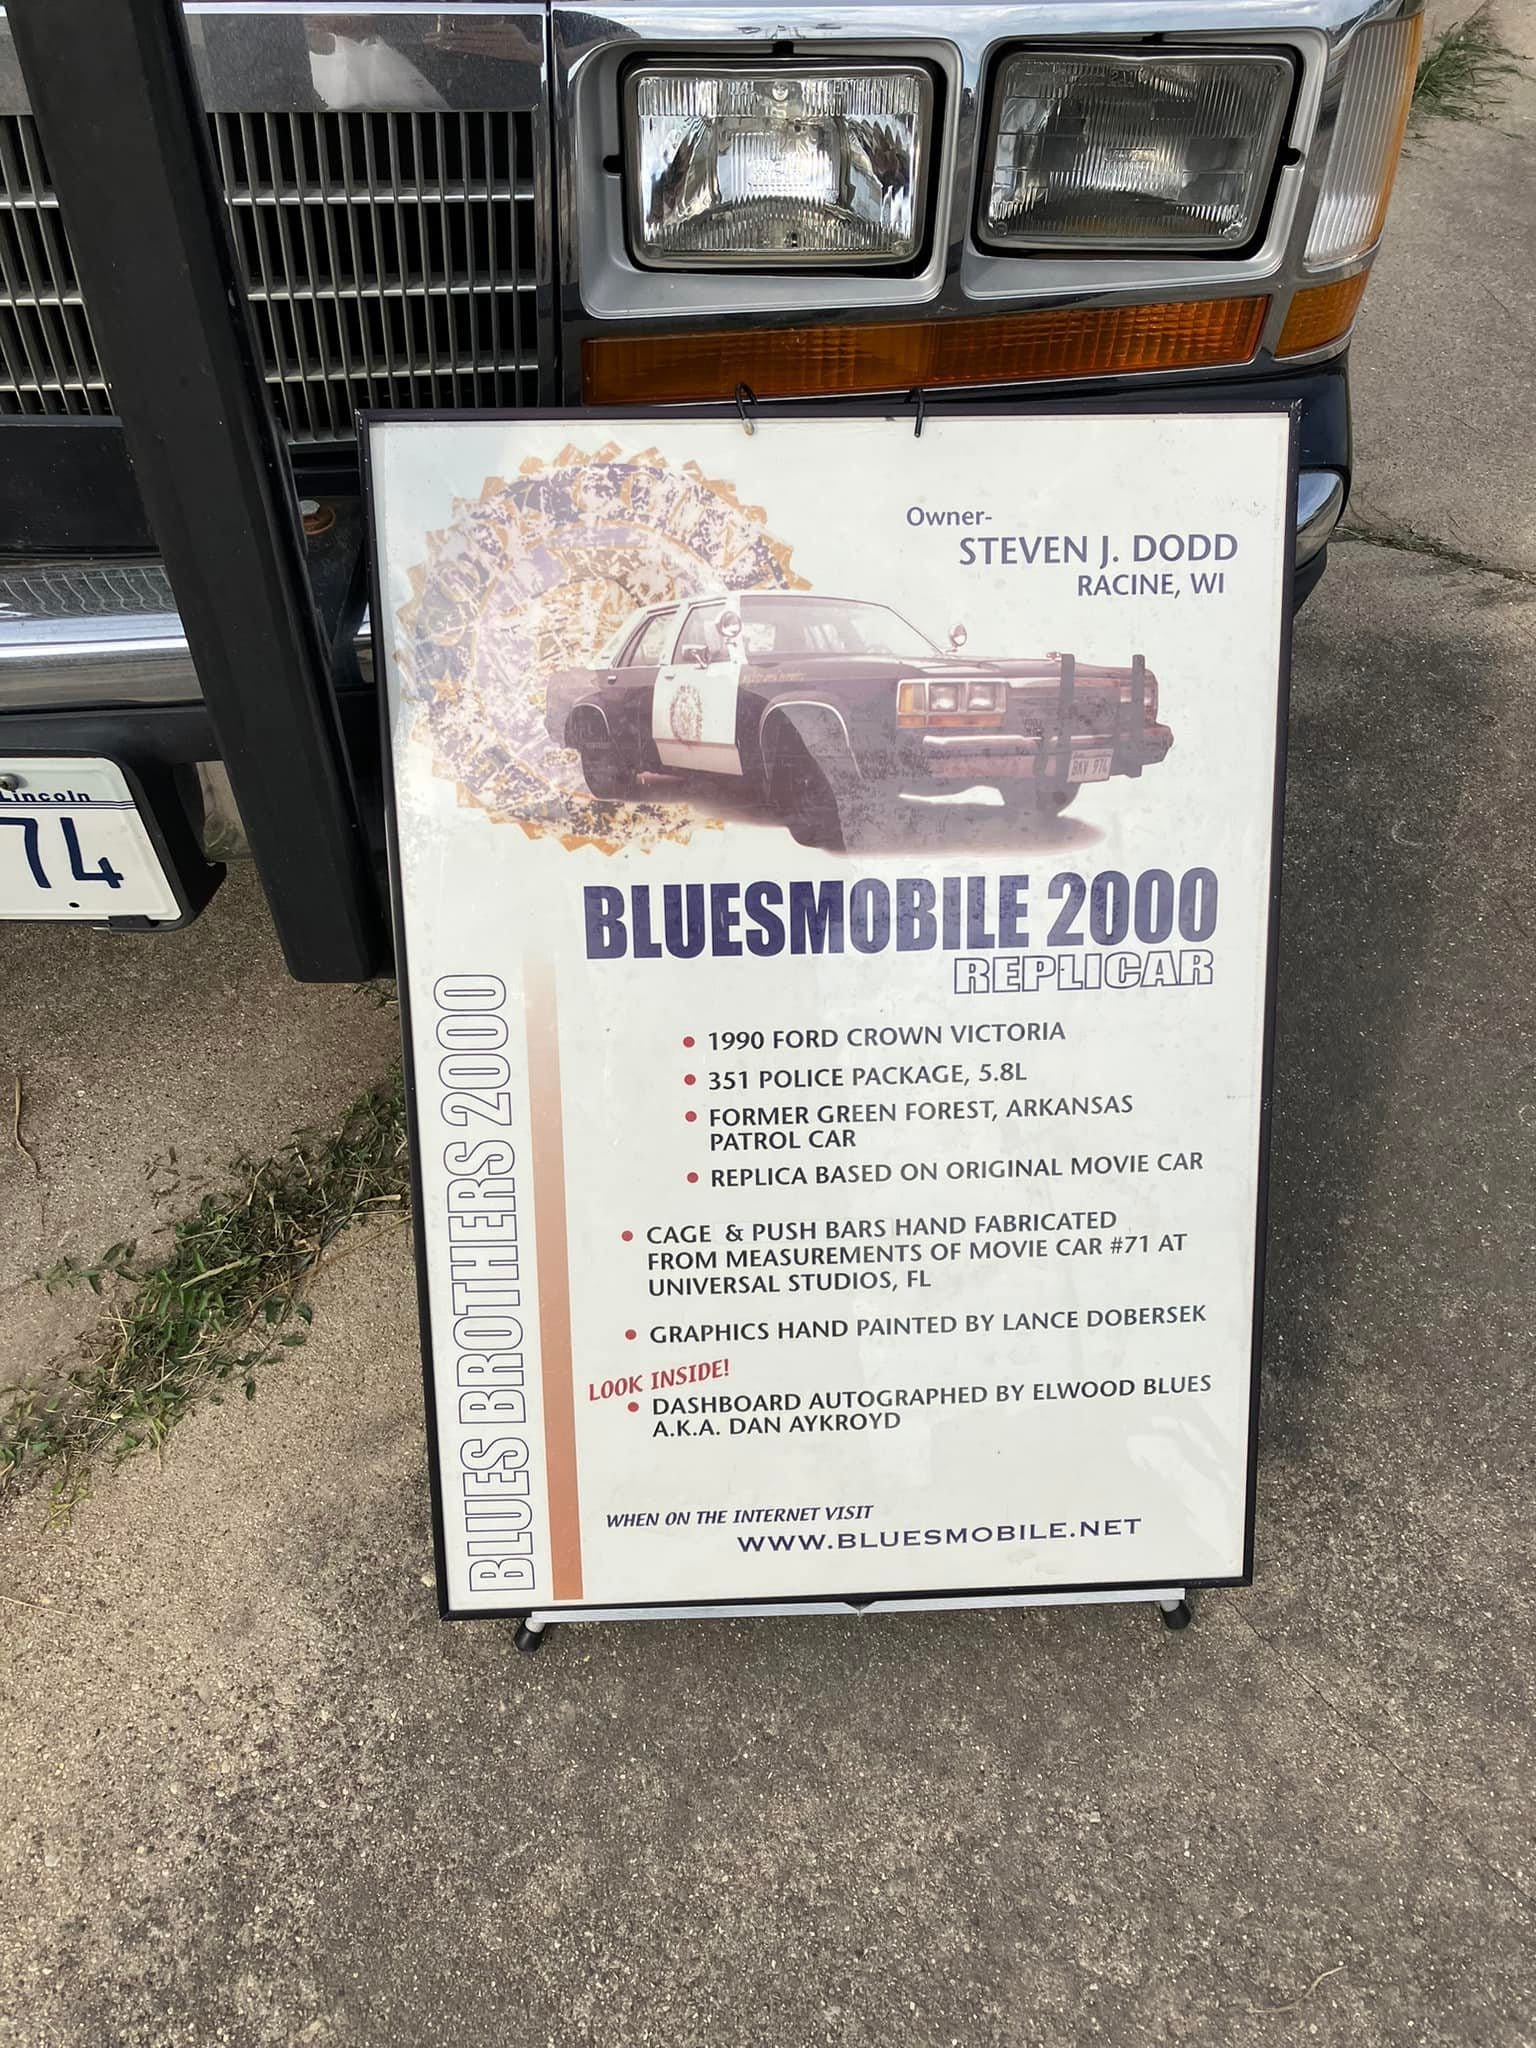 Lincoln
74
Owner-
STEVEN J. DODD
RACINE, WI
BKV 974
BLUESMOBILE 2000
REPLICAR
BLUES BROTHERS 2000
• 1990 FORD CROWN VICTORIA
• 351 POLICE PACKAGE, 5.8L
• FORMER GREEN FOREST, ARKANSAS
PATROL CAR
• REPLICA BASED ON ORIGINAL MOVIE CAR
• CAGE & PUSH BARS HAND FABRICATED
FROM MEASUREMENTS OF MOVIE CAR #71 AT
UNIVERSAL STUDIOS, FL
• GRAPHICS HAND PAINTED BY LANCE DOBERSEK
LOOK INSIDE!
• DASHBOARD AUTOGRAPHED BY ELWOOD BLUES
A.K.A. DAN AYKROYD
WHEN ON THE INTERNET VISIT
WWW.BLUESMOBILE.NET